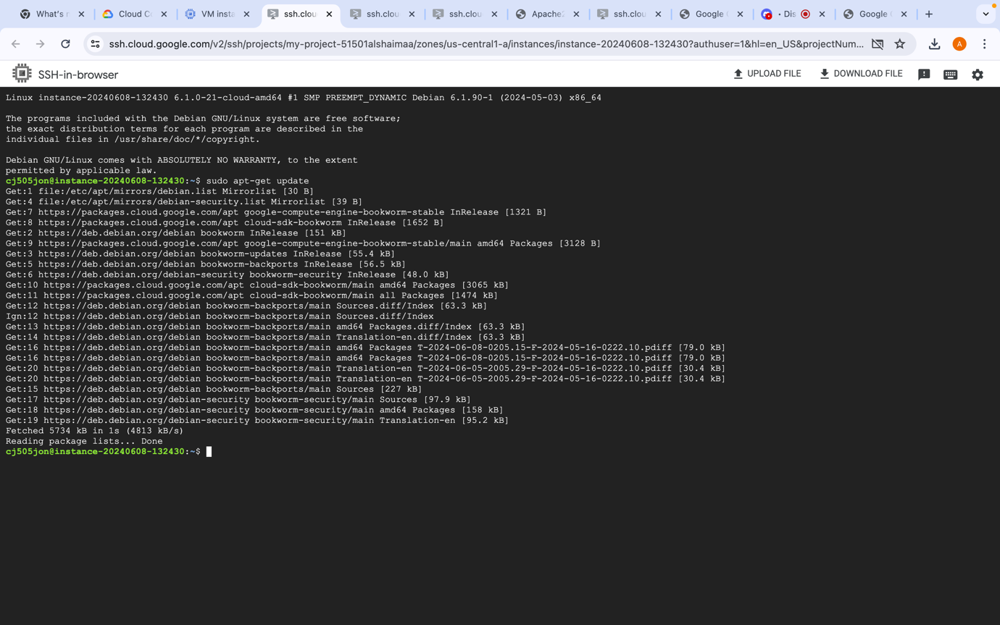 What's n
Cloud C
VM insta
ssh.clou
ssh.clou
ssh.clou
Apache2
ssh.clou
Google
• Dis
Google
ssh.cloud.google.com/v2/ssh/projects/my-project-51501alshaimaa/zones/us-central1-a/instances/instance-20240608-132430?authuser=1&hl=en_US&projectNum...
A
SSH-in-browser
UPLOAD FILE
DOWNLOAD FILE
Linux instance-20240608-132430 6.1.0-21-cloud-amd64 #1 SMP PREEMPT_DYNAMIC Debian 6.1.90-1 (2024-05-03) x86_64
The programs included with the Debian GNU/Linux system are free software;
the exact distribution terms for each program are described in the
individual files in /usr/share/doc/*/copyright.
Debian GNU/Linux comes with ABSOLUTELY NO WARRANTY, to the extent
permitted by applicable law.
cj505jon@instance-20240608-132430:~$ sudo apt-get update
Get:1 file:/etc/apt/mirrors/debian.list Mirrorlist [30 B]
Get:4 file:/etc/apt/mirrors/debian-security.list Mirrorlist [39 B]
Get:7 https://packages.cloud.google.com/apt google-compute-engine-bookworm-stable InRelease [1321 B]
Get:8 https://packages.cloud.google.com/apt cloud-sdk-bookworm InRelease [1652 B]
Get:2 https://deb.debian.org/debian bookworm InRelease [151 kB]
Get:9 https://packages.cloud.google.com/apt google-compute-engine-bookworm-stable/main amd64 Packages [3128 B]
Get:3 https://deb.debian.org/debian bookworm-updates InRelease [55.4 kB]
Get:5 https://deb.debian.org/debian bookworm-backports InRelease [56.5 kB]
Get:6 https://deb.debian.org/debian-security bookworm-security InRelease [48.0 kB]
Get:10 https://packages.cloud.google.com/apt cloud-sdk-bookworm/main amd64 Packages [3065 kB]
Get:11 https://packages.cloud.google.com/apt cloud-sdk-bookworm/main all Packages [1474 kB]
Get:12 https://deb.debian.org/debian bookworm-backports/main Sources.diff/Index [63.3 kB]
Ign:12 https://deb.debian.org/debian bookworm-backports/main Sources.diff/Index
Get:13 https://deb.debian.org/debian bookworm-backports/main amd64 Packages.diff/Index [63.3 kB]
Get:14 https://deb.debian.org/debian bookworm-backports/main Translation-en.diff/Index [63.3 kB]
Get:16 https://deb.debian.org/debian bookworm-backports/main amd64 Packages T-2024-06-08-0205.15-F-2024-05-16-0222.10.pdiff [79.0 kB]
Get:16 https://deb.debian.org/debian bookworm-backports/main amd64 Packages T-2024-06-08-0205.15-F-2024-05-16-0222.10.pdiff [79.0 kB]
Get:20 https://deb.debian.org/debian bookworm-backports/main Translation-en T-2024-06-05-2005.29-F-2024-05-16-0222.10.pdiff [30.4 kB]
Get:20 https://deb.debian.org/debian bookworm-backports/main Translation-en T-2024-06-05-2005.29-F-2024-05-16-0222.10.pdiff [30.4 kB]
Get:15 https://deb.debian.org/debian bookworm-backports/main Sources [227 kB]
Get:17 https://deb.debian.org/debian-security bookworm-security/main Sources [97.9 kB]
Get:18 https://deb.debian.org/debian-security bookworm-security/main amd64 Packages [158 kB]
Get:19 https://deb.debian.org/debian-security bookworm-security/main Translation-en [95.2 kB]
Fetched 5734 kB in 1s (4813 kB/s)
Reading package lists... Done
cj505jon@instance-20240608-132430:~$